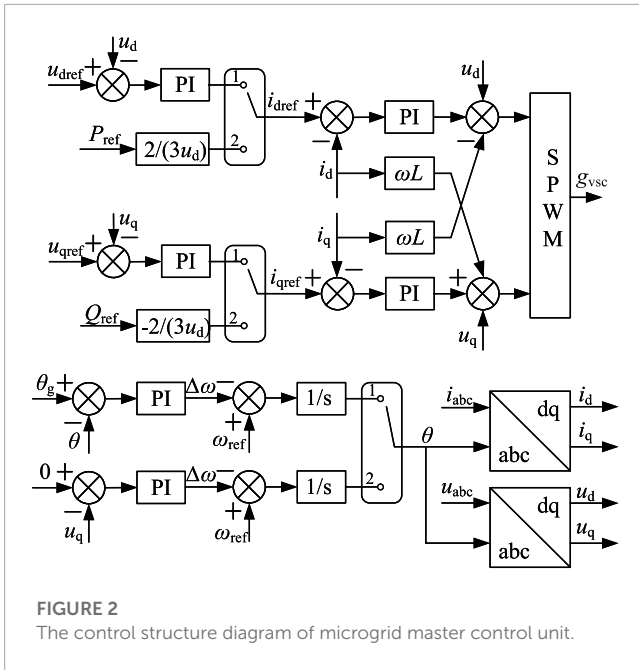 u_d
u_dref + −
PI
1
i_dref +
−
PI
u_d
−
P_ref
2/(3u_d)
2
i_d
ωL
SPWM
g_vsc
u_q
u_qref + −
PI
1
i_q
ωL
i_qref + −
PI
+
u_q
Q_ref
-2/(3u_d)
2
θ_g +
− θ
PI
Δω −
+
ω_ref
1/s
1
θ
i_abc
dq
abc
i_d
i_q
0 +
−
u_q
PI
Δω −
+
ω_ref
1/s
2
u_abc
dq
abc
u_d
u_q
FIGURE 2
The control structure diagram of microgrid master control unit.